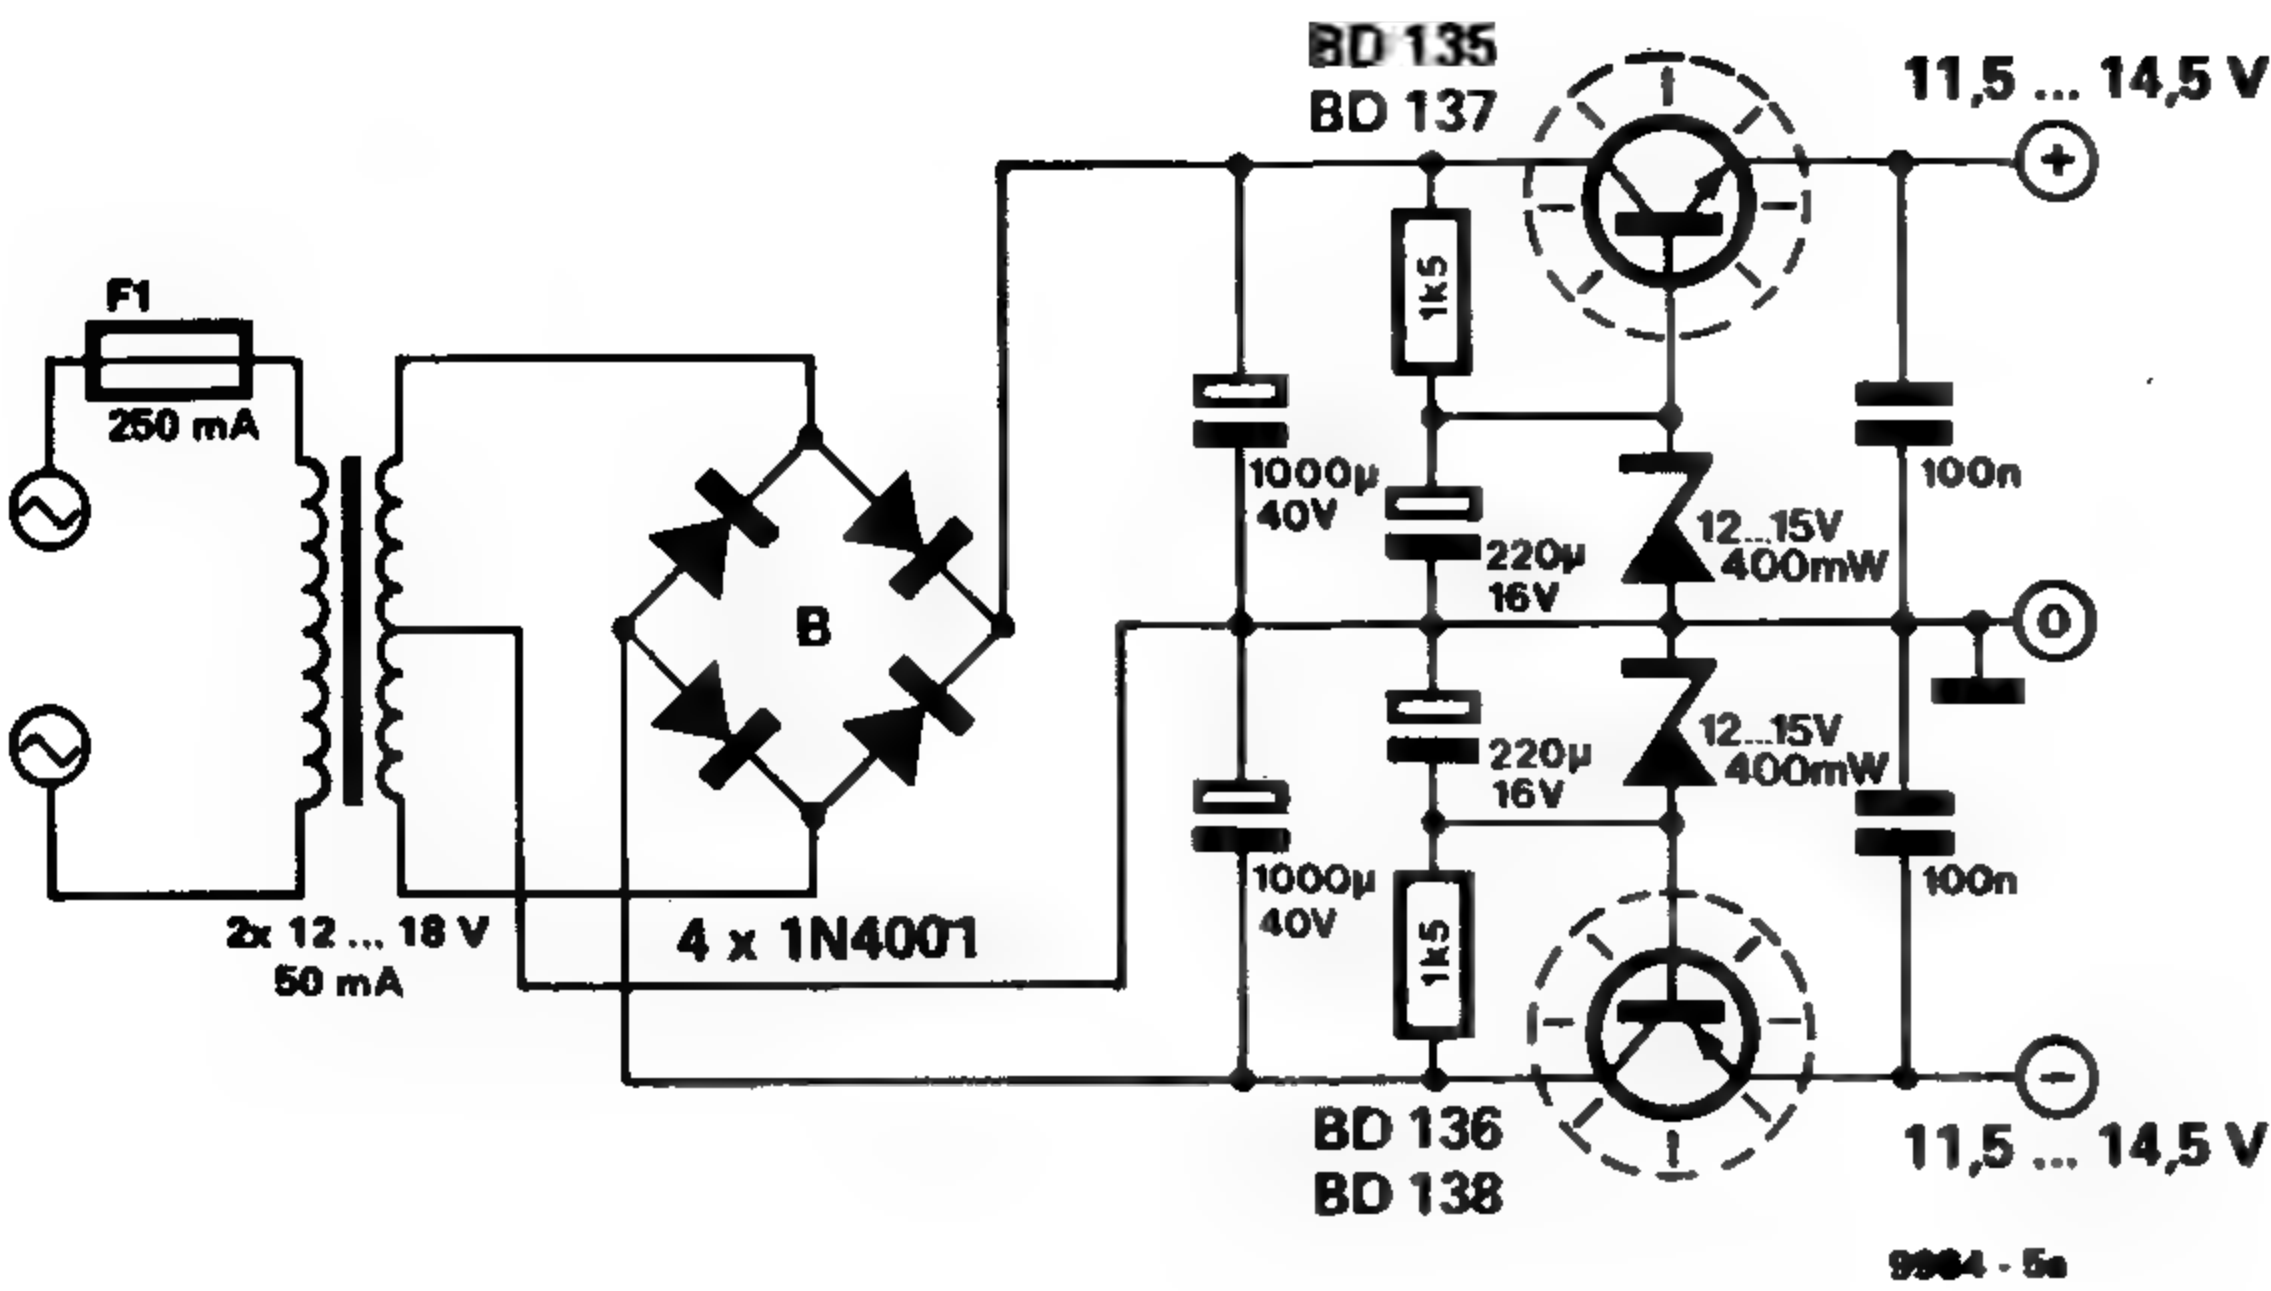 BD 135
BD 137
11,5 ... 14,5 V
+
F1
250 mA
1k5
1000µ
40V
100n
220µ
16V
12...15V
400mW
B
0
12...15V
400mW
220µ
16V
1000µ
40V
100n
1k5
2x 12 ... 18 V
50 mA
4 x 1N4001
−
BD 136
BD 138
11,5 ... 14,5 V
- 5a